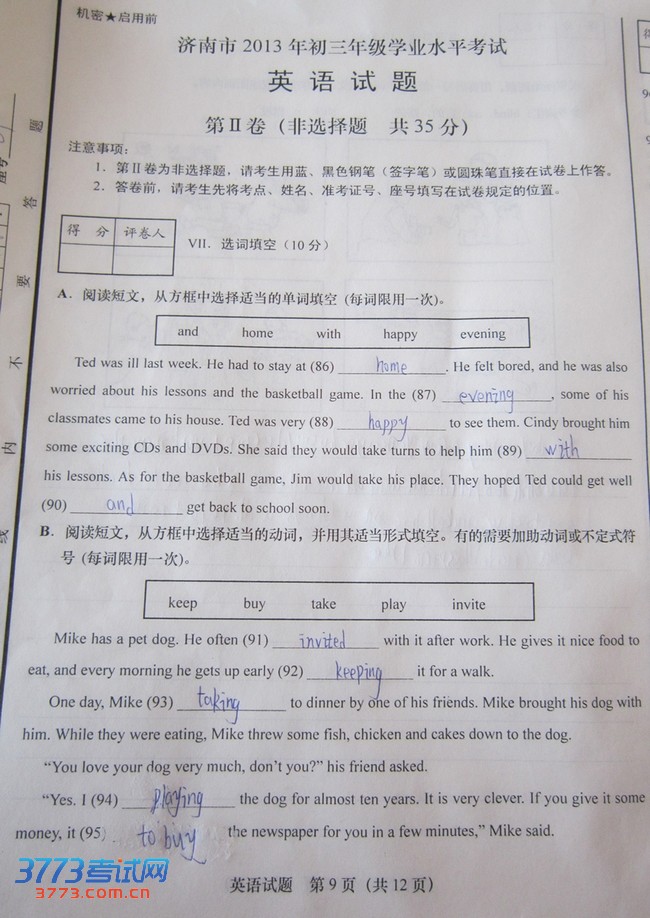 机密★启用前
济南市 2013 年初三年级学业水平考试
英 语 试 题
第Ⅱ卷（非选择题 共 35 分）
注意事项：
1．第Ⅱ卷为非选择题，请考生用蓝、黑色钢笔（签字笔）或圆珠笔直接在试卷上作答。
2．答卷前，请考生先将考点、姓名、准考证号、座号填写在试卷规定的位置。
得 分 评卷人
VII．选词填空（10 分）
A．阅读短文，从方框中选择适当的单词填空（每词限用一次）。
and home with happy evening
Ted was ill last week. He had to stay at (86) home . He felt bored, and he was also
worried about his lessons and the basketball game. In the (87) evening , some of his
classmates came to his house. Ted was very (88) happy to see them. Cindy brought him
some exciting CDs and DVDs. She said they would take turns to help him (89) with
his lessons. As for the basketball game, Jim would take his place. They hoped Ted could get well
(90) and get back to school soon.
B．阅读短文，从方框中选择适当的动词，并用其适当形式填空。有的需要加助动词或不定式符
号（每词限用一次）。
keep buy take play invite
Mike has a pet dog. He often (91) invited with it after work. He gives it nice food to
eat, and every morning he gets up early (92) keeping it for a walk.
One day, Mike (93) taking to dinner by one of his friends. Mike brought his dog with
him. While they were eating, Mike threw some fish, chicken and cakes down to the dog.
“You love your dog very much, don’t you?” his friend asked.
“Yes. I (94) playing the dog for almost ten years. It is very clever. If you give it some
money, it (95) to buy the newspaper for you in a few minutes,” Mike said.
英语试题 第 9 页（共 12 页）
3773考试网
3773.com.cn
座号
题
答
要
不
内
线